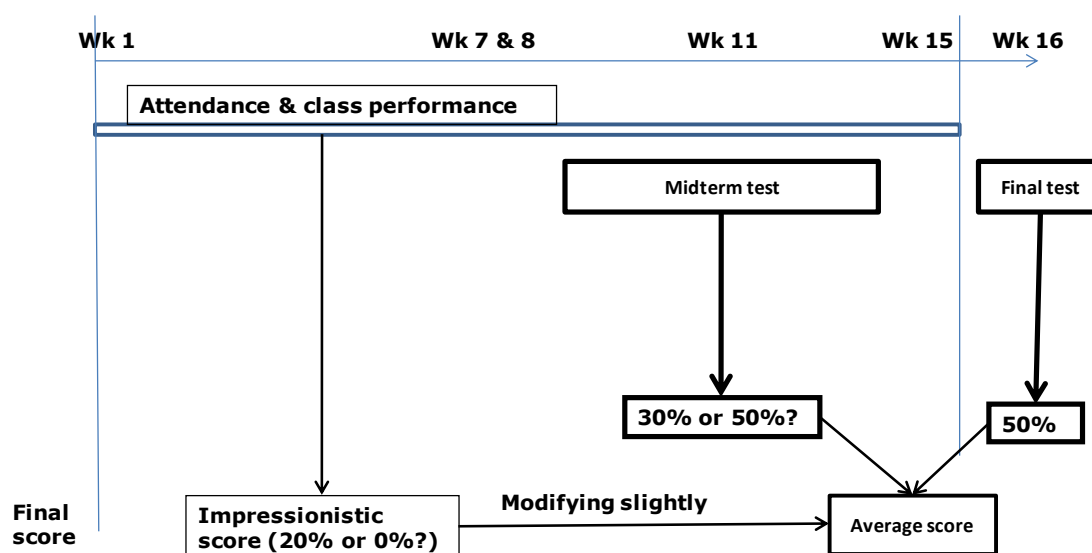 Wk 1 Wk 7 & 8 Wk 11 Wk 15 Wk 16
Attendance & class performance
Midterm test
Final test
30% or 50%?
50%
Modifying slightly
Final
score
Impressionistic
score (20% or 0%?)
Average score